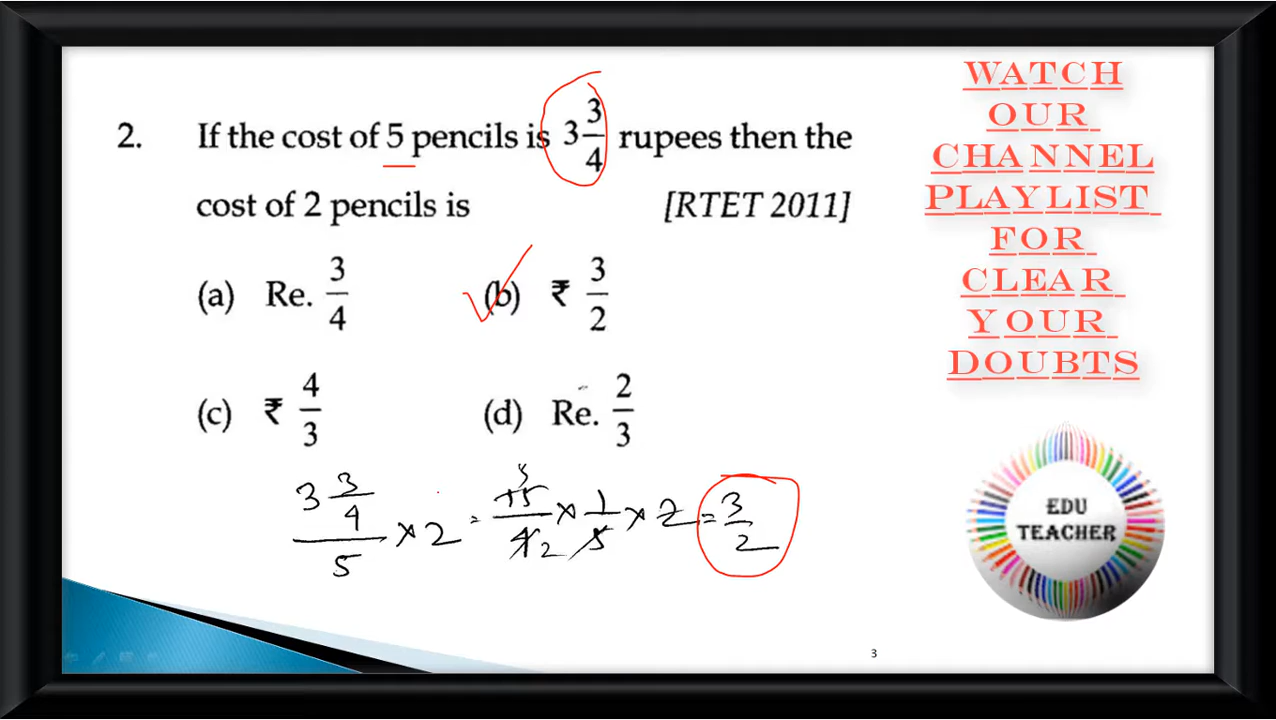 2. If the cost of 5 pencils is 3 3/4 rupees then the
cost of 2 pencils is [RTET 2011]
(a) Re. 3/4 (b) ₹ 3/2
(c) ₹ 4/3 (d) Re. 2/3
3 3/4 / 5 × 2 = 15/4 2 × 1/5 × 2 = 3/2
WATCH
OUR
CHANNEL
PLAYLIST
FOR
CLEAR
YOUR
DOUBTS
EDU
TEACHER
3